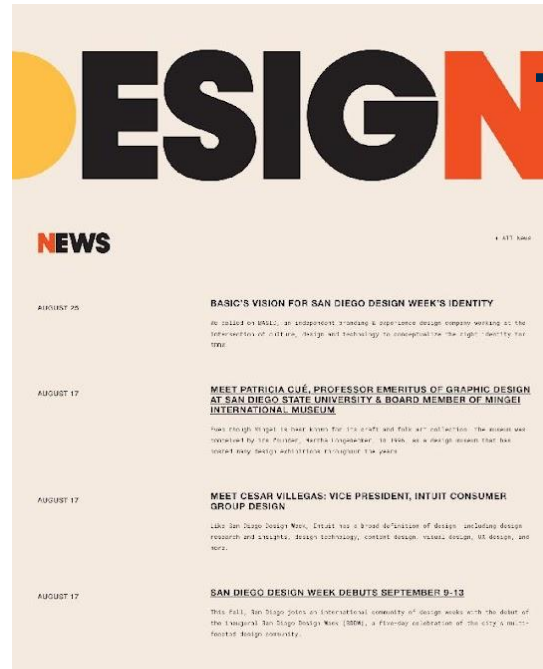 DESIGN
NEWS
All News
AUGUST 25
BASIC'S VISION FOR SAN DIEGO DESIGN WEEK'S IDENTITY
We called on BASIC, an independent branding & experience design company working at the
intersection of culture, design and technology to conceptualize the right identity for
SDDW.
AUGUST 17
MEET PATRICIA CUÉ, PROFESSOR EMERITUS OF GRAPHIC DESIGN
AT SAN DIEGO STATE UNIVERSITY & BOARD MEMBER OF MINGEI
INTERNATIONAL MUSEUM
Even though Mingei is best known for its craft and folk art collection, the museum was
conceived by its founder, Martha Longenecker, in 1996, as a design museum that has
hosted many design exhibitions throughout the years.
AUGUST 17
MEET CESAR VILLEGAS: VICE PRESIDENT, INTUIT CONSUMER
GROUP DESIGN
Like San Diego Design Week, Intuit has a broad definition of design—including design
research and insights, design technology, content design, visual design, UX design, and
more.
AUGUST 17
SAN DIEGO DESIGN WEEK DEBUTS SEPTEMBER 9-13
This fall, San Diego joins an international community of design weeks with the debut of
the inaugural San Diego Design Week (SDDW), a five-day celebration of the city's multi-
faceted design community.